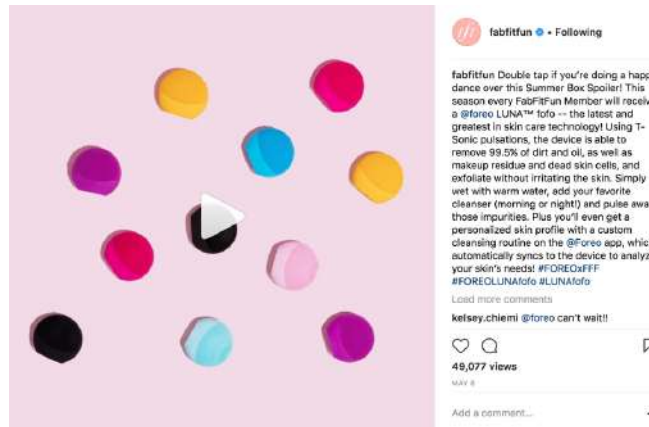 fabfitfun • Following
fabfitfun Double tap if you're doing a happ
dance over this Summer Box Spoiler! This
season every FabFitFun Member will receiv
a @foreo LUNA™ fofo -- the latest and
greatest in skin care technology! Using T-
Sonic pulsations, the device is able to
remove 99.5% of dirt and oil, as well as
makeup residue and dead skin cells, and
exfoliate without irritating the skin. Simply
wet with warm water, add your favorite
cleanser (morning or night!) and pulse awa
those impurities. Plus you'll even get a
personalized skin profile with a custom
cleansing routine on the @Foreo app, whic
automatically syncs to the device to analyz
your skin's needs! #FOREOxFFF
#FOREOLUNAfofo #LUNAfofo
Load more comments
kelsey.chiemi @foreo can't wait!!
49,077 views
MAY 8
Add a comment...